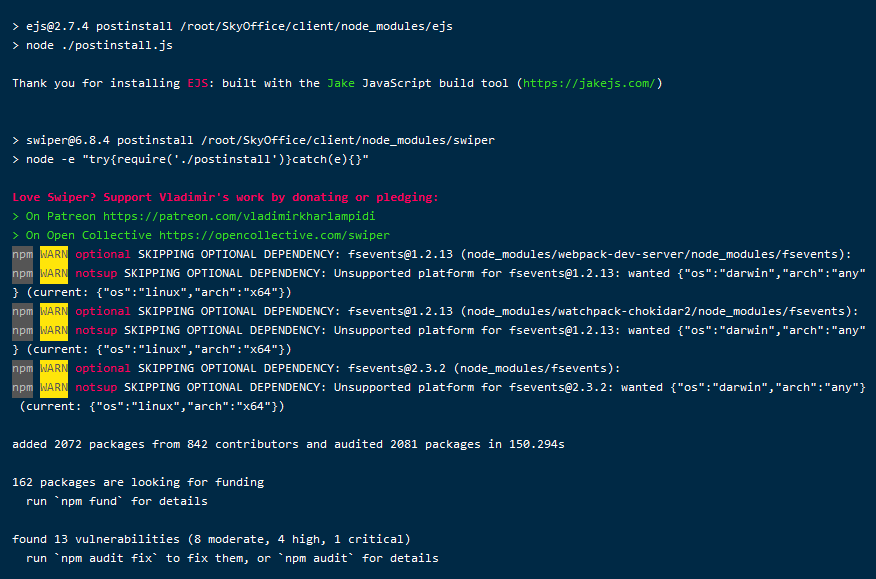 > ejs@2.7.4 postinstall /root/SkyOffice/client/node_modules/ejs
> node ./postinstall.js
Thank you for installing EJS: built with the Jake JavaScript build tool (https://jakejs.com/)
> swiper@6.8.4 postinstall /root/SkyOffice/client/node_modules/swiper
> node -e "try{require('./postinstall')}catch(e){}"
Love Swiper? Support Vladimir's work by donating or pledging:
> On Patreon https://patreon.com/vladimirkharlampidi
> On Open Collective https://opencollective.com/swiper
npm WARN optional SKIPPING OPTIONAL DEPENDENCY: fsevents@1.2.13 (node_modules/webpack-dev-server/node_modules/fsevents):
npm WARN notsup SKIPPING OPTIONAL DEPENDENCY: Unsupported platform for fsevents@1.2.13: wanted {"os":"darwin","arch":"any"
} (current: {"os":"linux","arch":"x64"})
npm WARN optional SKIPPING OPTIONAL DEPENDENCY: fsevents@1.2.13 (node_modules/watchpack-chokidar2/node_modules/fsevents):
npm WARN notsup SKIPPING OPTIONAL DEPENDENCY: Unsupported platform for fsevents@1.2.13: wanted {"os":"darwin","arch":"any"
} (current: {"os":"linux","arch":"x64"})
npm WARN optional SKIPPING OPTIONAL DEPENDENCY: fsevents@2.3.2 (node_modules/fsevents):
npm WARN notsup SKIPPING OPTIONAL DEPENDENCY: Unsupported platform for fsevents@2.3.2: wanted {"os":"darwin","arch":"any"}
(current: {"os":"linux","arch":"x64"})
added 2072 packages from 842 contributors and audited 2081 packages in 150.294s
162 packages are looking for funding
run `npm fund` for details
found 13 vulnerabilities (8 moderate, 4 high, 1 critical)
run `npm audit fix` to fix them, or `npm audit` for details